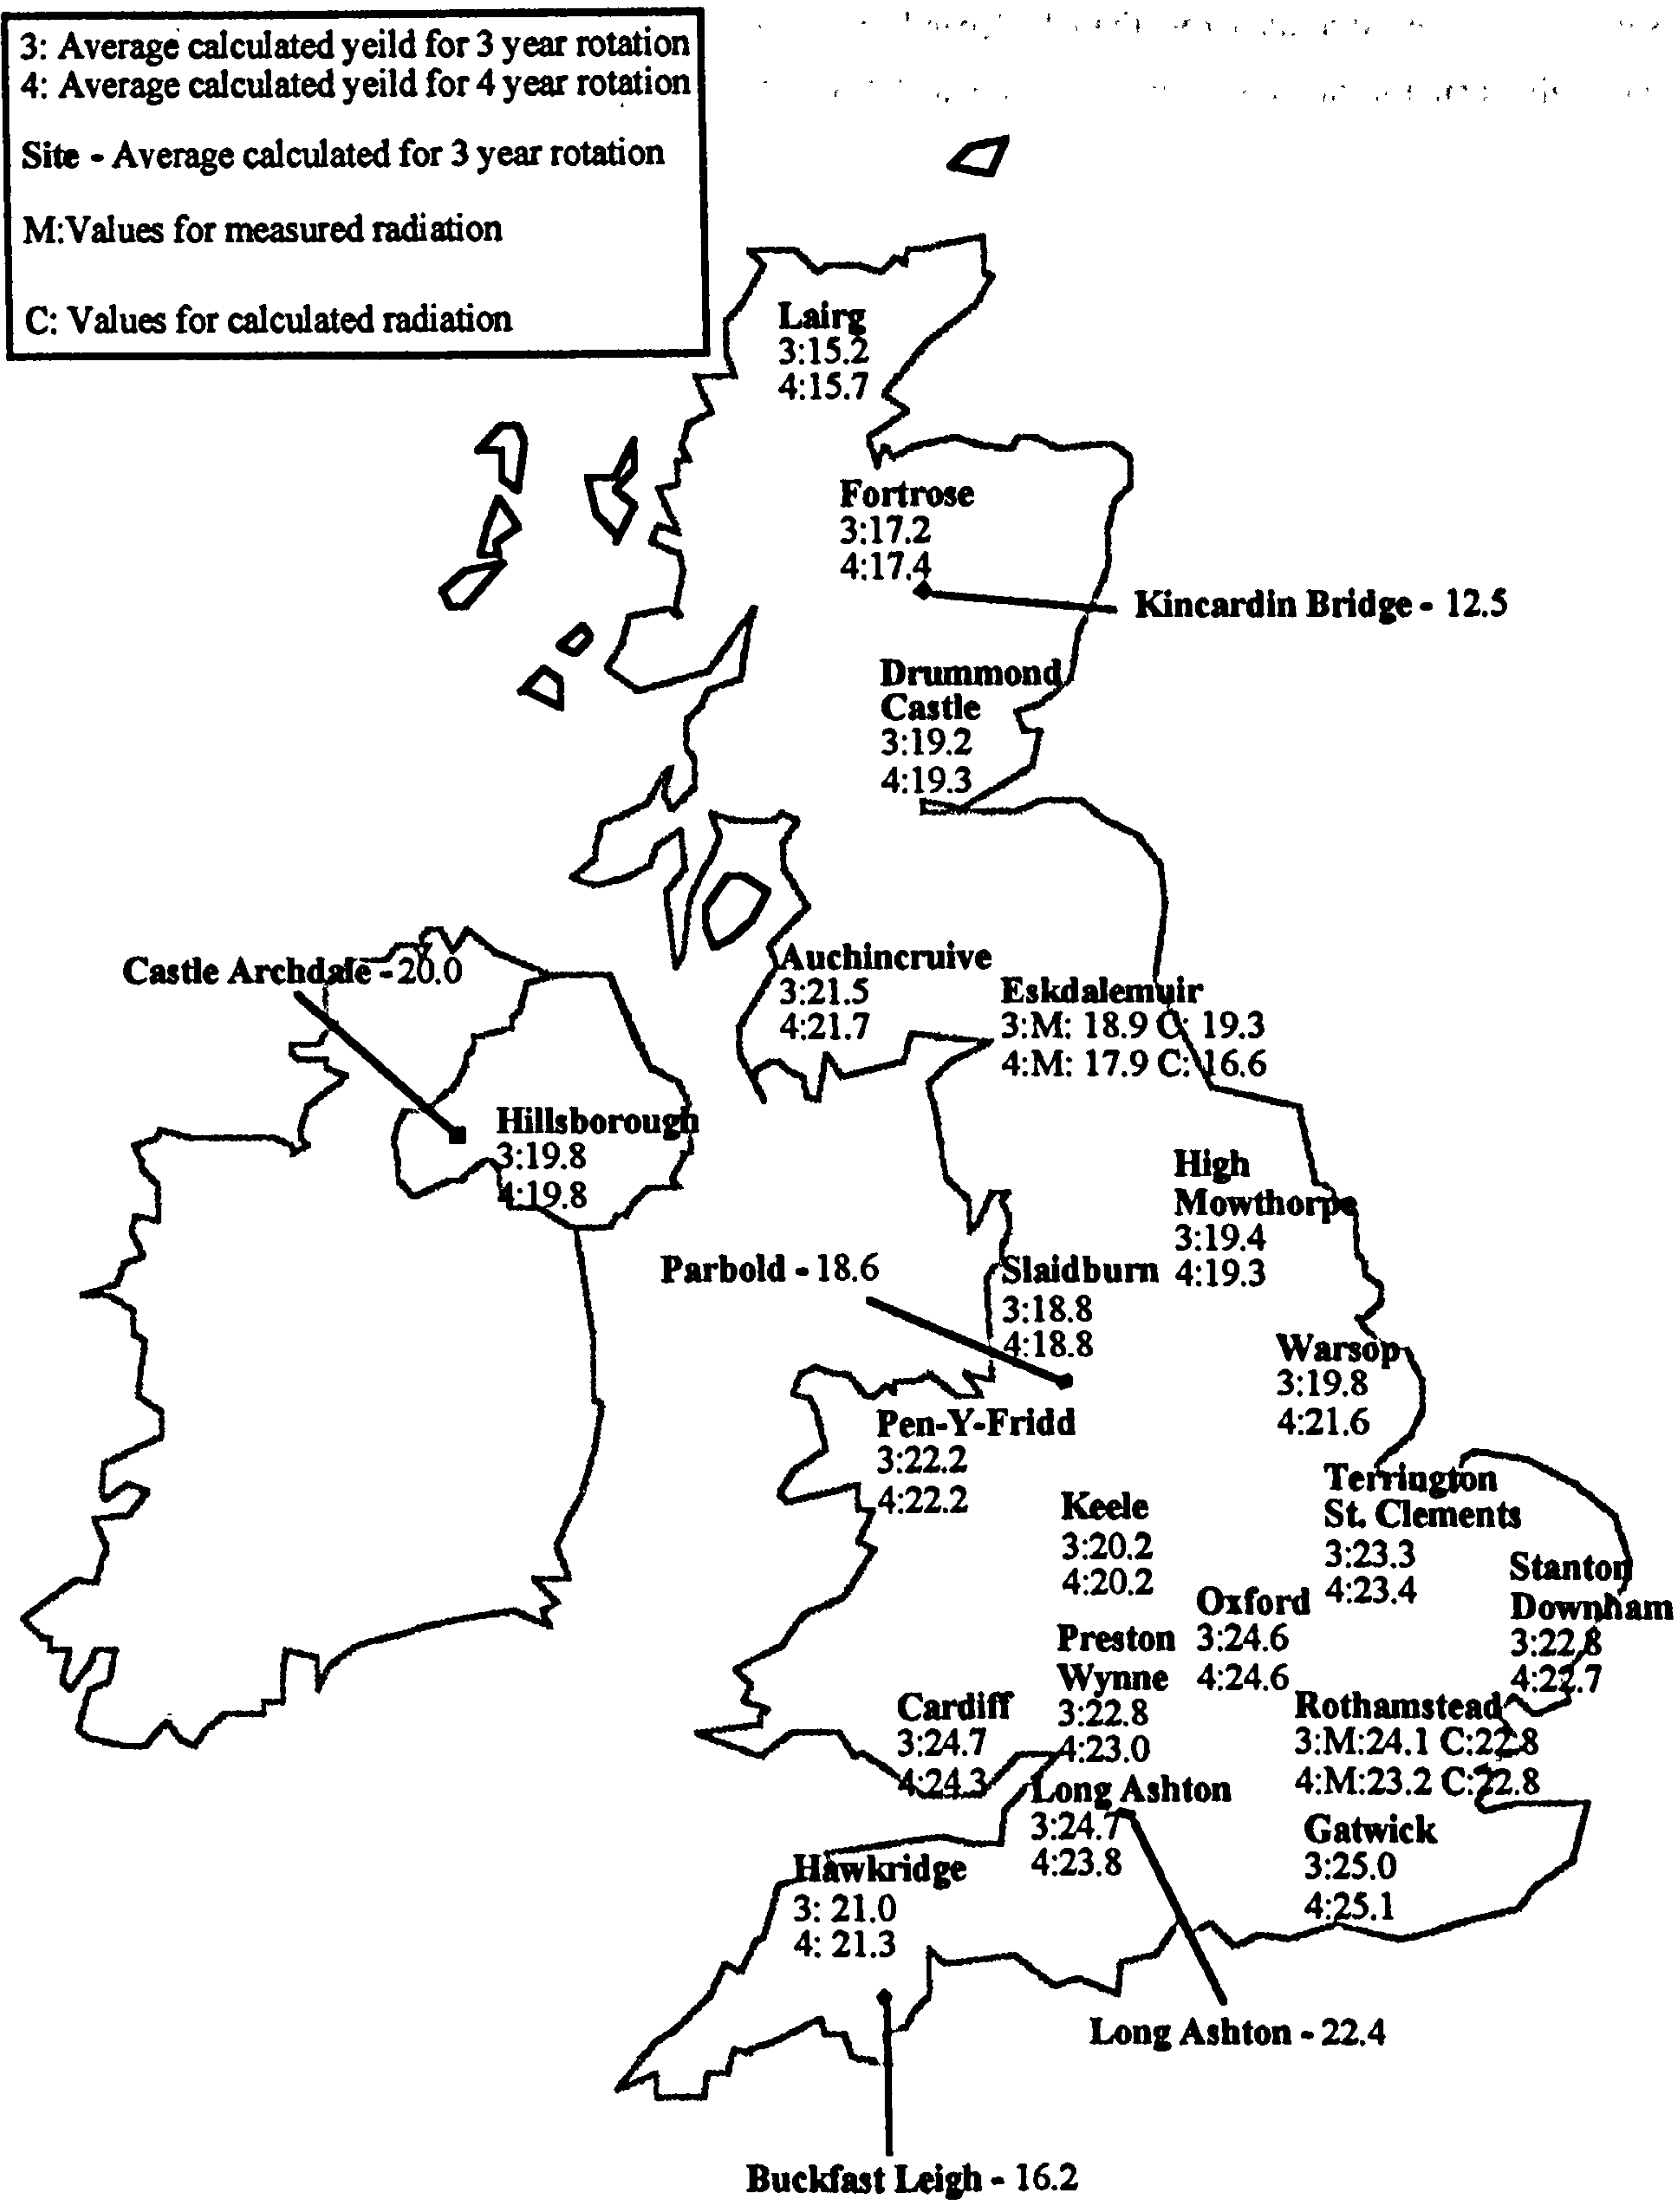 3: Average calculated yeild for 3 year rotation
4: Average calculated yeild for 4 year rotation
Site - Average calculated for 3 year rotation
M:Values for measured radiation
C: Values for calculated radiation
Lairg
3:15.2
4:15.7
Fortrose
3:17.2
4:17.4
Kincardin Bridge - 12.5
Drummond
Castle
3:19.2
4:19.3
Castle Archdale - 20.0
Auchincruive
3:21.5
4:21.7
Eskdalemuir
3:M: 18.9 C: 19.3
4:M: 17.9 C: 16.6
Hillsborough
3:19.8
4:19.8
High
Mowthorpe
3:19.4
4:19.3
Parbold - 18.6
Slaidburn
3:18.8
4:18.8
Warsop
3:19.8
4:21.6
Pen-Y-Fridd
3:22.2
4:22.2
Keele
3:20.2
4:20.2
Terrington
St. Clements
3:23.3
4:23.4
Stanton
Downham
3:22.8
4:22.7
Oxford
3:24.6
4:24.6
Preston
Wynne
3:22.8
4:23.0
Cardiff
3:24.7
4:24.3
Rothamstead
3:M:24.1 C:22.8
4:M:23.2 C:22.8
Long Ashton
3:24.7
4:23.8
Gatwick
3:25.0
4:25.1
Hawkridge
3: 21.0
4: 21.3
Long Ashton - 22.4
Buckfast Leigh - 16.2